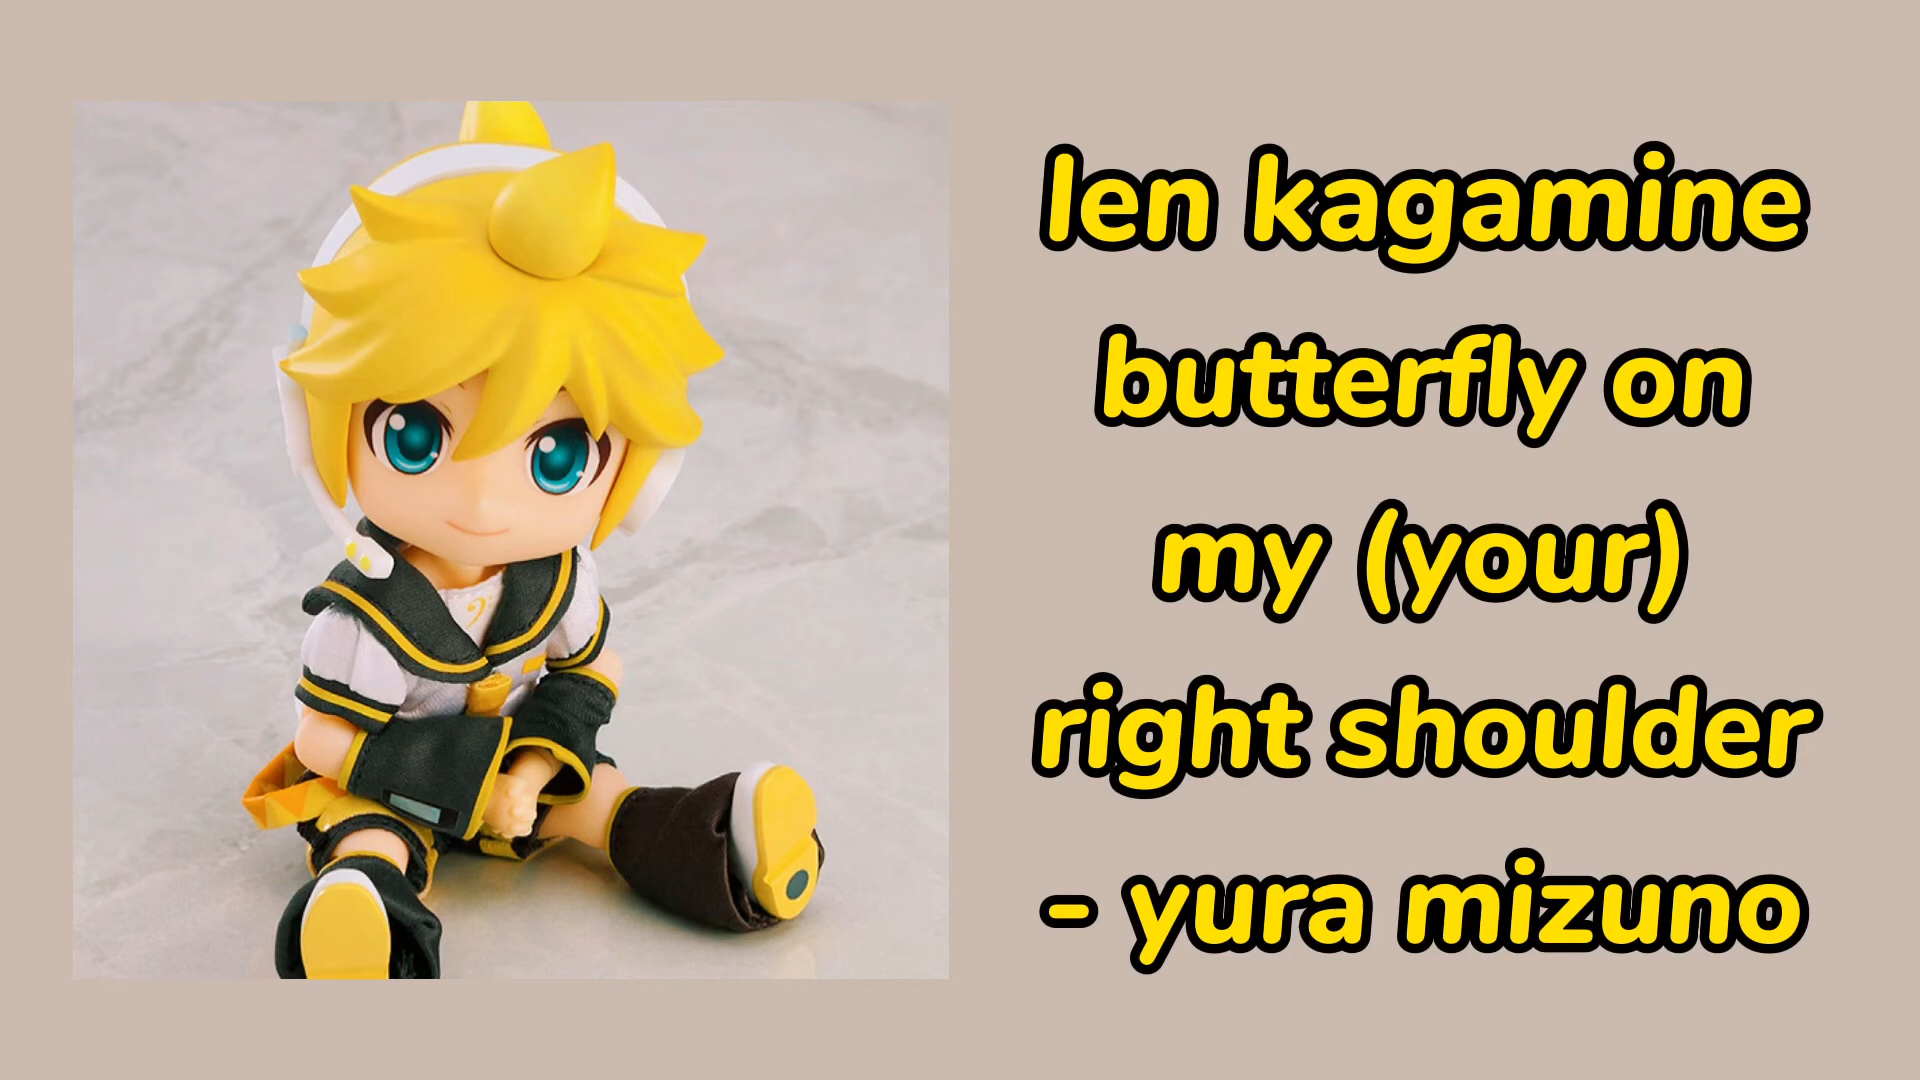 len kagamine
butterfly on
my (your)
right shoulder
- yura mizuno